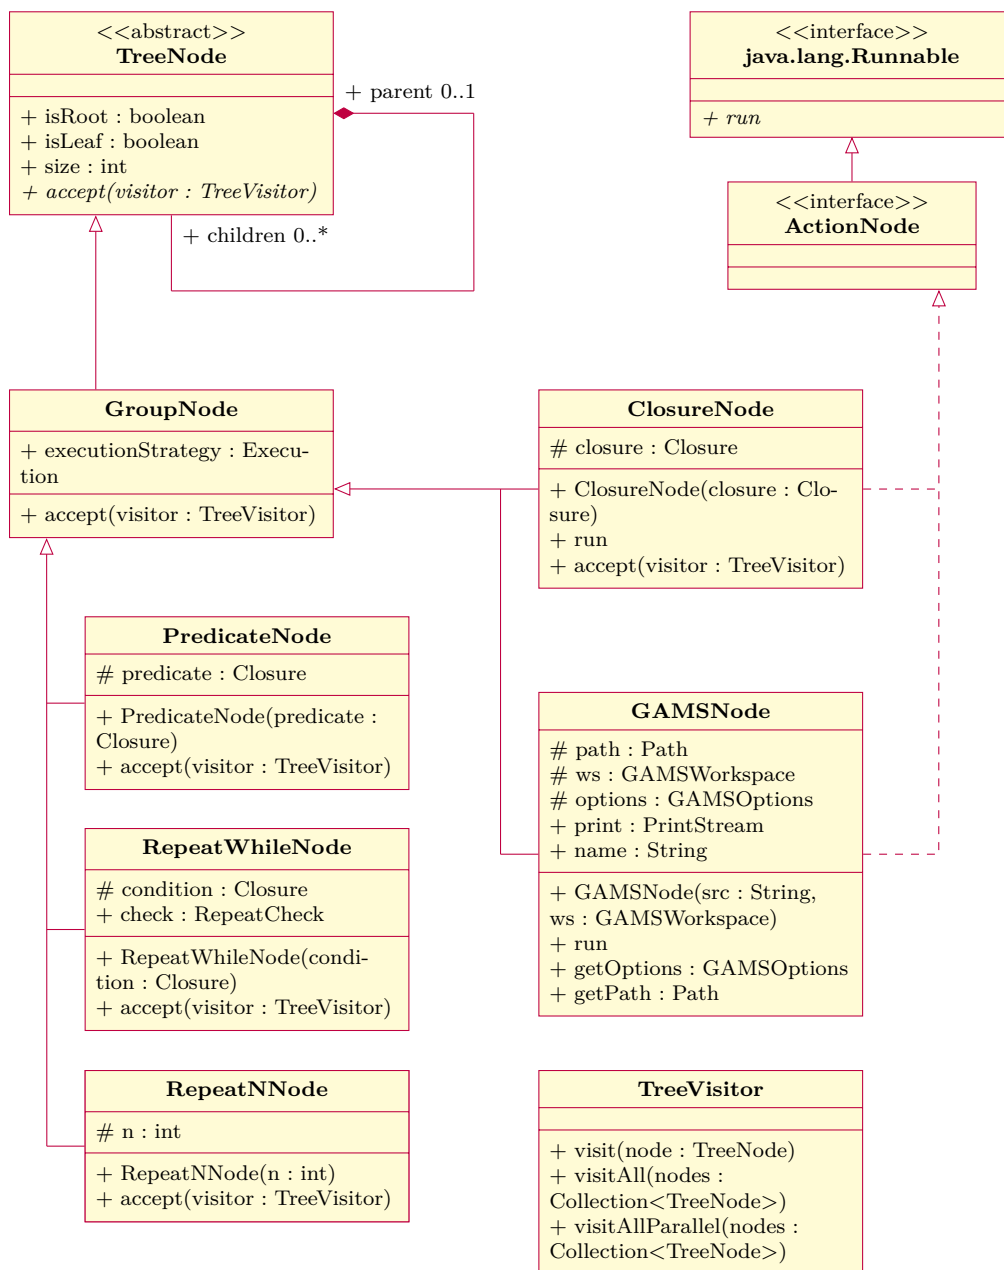 <<abstract>>
TreeNode
+ isRoot : boolean
+ isLeaf : boolean
+ size : int
+ accept(visitor : TreeVisitor)
+ parent 0..1
+ children 0..*
<<interface>>
java.lang.Runnable
+ run
<<interface>>
ActionNode
GroupNode
+ executionStrategy : Execu-
tion
+ accept(visitor : TreeVisitor)
ClosureNode
# closure : Closure
+ ClosureNode(closure : Clo-
sure)
+ run
+ accept(visitor : TreeVisitor)
PredicateNode
# predicate : Closure
+ PredicateNode(predicate :
Closure)
+ accept(visitor : TreeVisitor)
GAMSNode
# path : Path
# ws : GAMSWorkspace
# options : GAMSOptions
+ print : PrintStream
+ name : String
+ GAMSNode(src : String,
ws : GAMSWorkspace)
+ run
+ getOptions : GAMSOptions
+ getPath : Path
RepeatWhileNode
# condition : Closure
+ check : RepeatCheck
+ RepeatWhileNode(condi-
tion : Closure)
+ accept(visitor : TreeVisitor)
RepeatNNode
# n : int
+ RepeatNNode(n : int)
+ accept(visitor : TreeVisitor)
TreeVisitor
+ visit(node : TreeNode)
+ visitAll(nodes :
Collection<TreeNode>)
+ visitAllParallel(nodes :
Collection<TreeNode>)